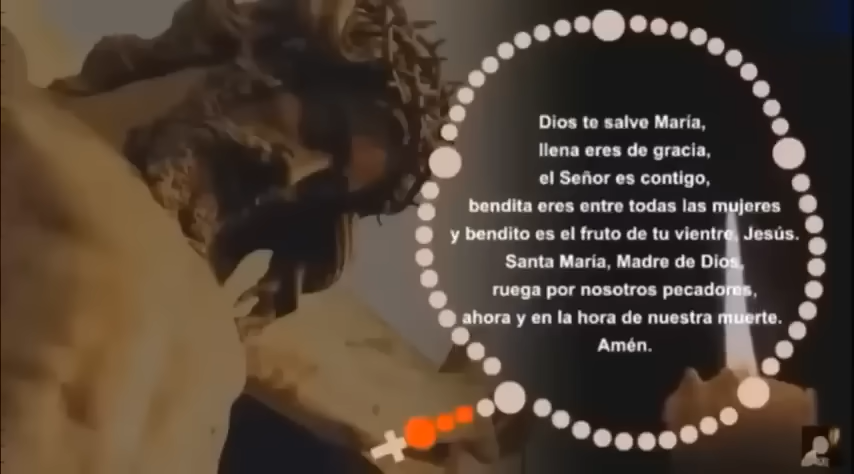 Dios te salve María,
llena eres de gracia,
el Señor es contigo,
bendita eres entre todas las mujeres
y bendito es el fruto de tu vientre, Jesús.
Santa María, Madre de Dios,
ruega por nosotros pecadores,
ahora y en la hora de nuestra muerte.
Amén.